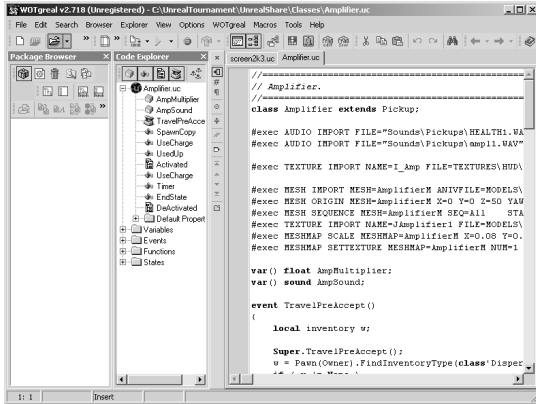 WOTgreal v2.718 (Unregistered) - C:\UnrealTournament\UnrealShare\Classes\Amplifier.uc
File Edit Search Browser Explorer View Options WOTgreal Macros Tools Help
Package Browser
Code Explorer
Amplifier.uc
AmpMultiplier
AmpSound
TravelPreAcce
SpawnCopy
UseCharge
UsedUp
Activated
UseCharge
Timer
EndState
DeActivated
Default Propert
Variables
Events
Functions
States
screen2k3.uc Amplifier.uc
//=====================================
// Amplifier.
//=====================================
class Amplifier extends Pickup;
#exec AUDIO IMPORT FILE="Sounds\Pickups\HEALTH1.WA
#exec AUDIO IMPORT FILE="Sounds\Pickups\ampl1.WAV"
#exec TEXTURE IMPORT NAME=I_Amp FILE=TEXTURES\HUD\
#exec MESH IMPORT MESH=AmplifierM ANIVFILE=MODELS\
#exec MESH ORIGIN MESH=AmplifierM X=0 Y=0 Z=50 YAW
#exec MESH SEQUENCE MESH=AmplifierM SEQ=All STA
#exec TEXTURE IMPORT NAME=JAmplifier1 FILE=MODELS\
#exec MESHMAP SCALE MESHMAP=AmplifierM X=0.08 Y=0.
#exec MESHMAP SETTEXTURE MESHMAP=AmplifierM NUM=1
var() float AmpMultiplier;
var() sound AmpSound;
event TravelPreAccept()
{
local inventory w;
Super.TravelPreAccept();
w = Pawn(Owner).FindInventoryType(class'Disper
1: 1 Insert